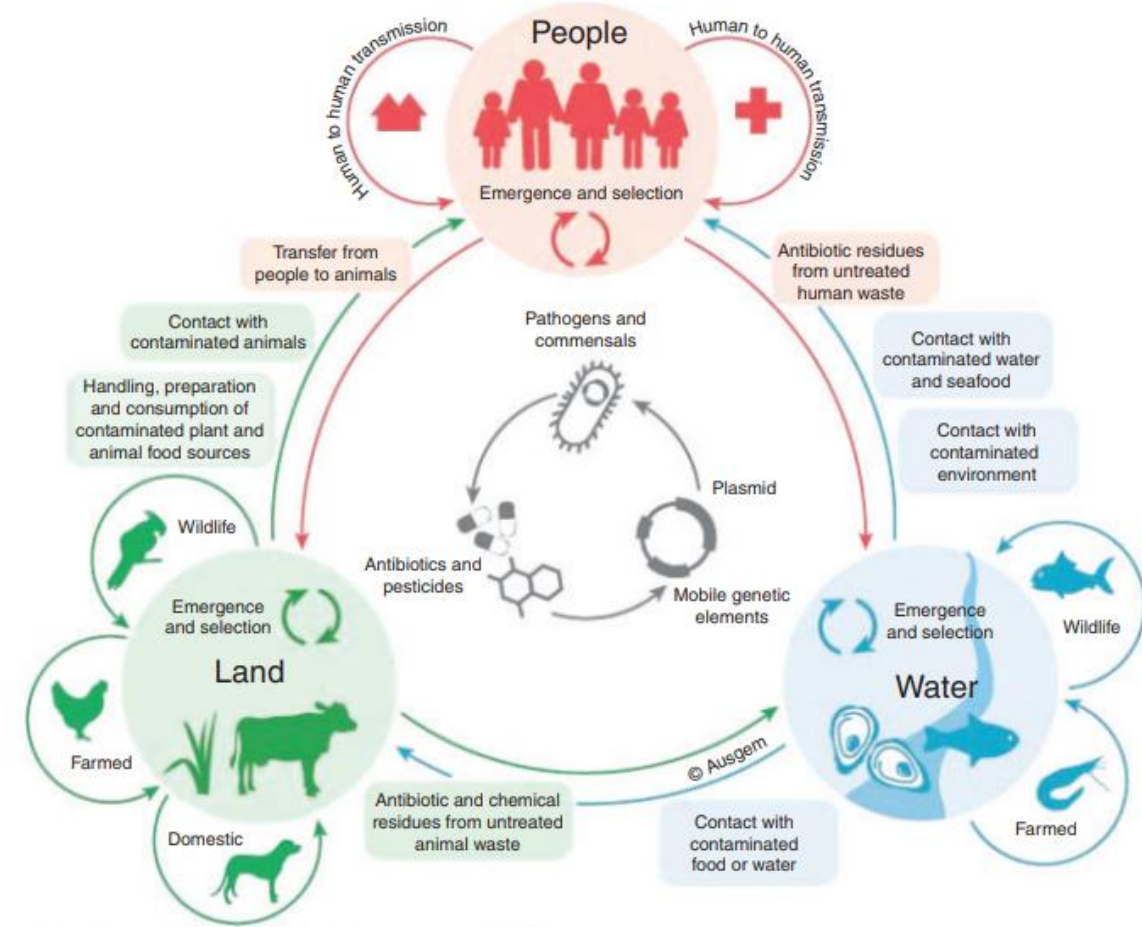 People
Human to human transmission
Human to human transmission
Emergence and selection
Transfer from
people to animals
Antibiotic residues
from untreated
human waste
Contact with
contaminated animals
Contact with
contaminated water
and seafood
Handling, preparation
and consumption of
contaminated plant and
animal food sources
Contact with
contaminated
environment
Pathogens and
commensals
Plasmid
Antibiotics and
pesticides
Mobile genetic
elements
Wildlife
Emergence
and selection
Land
Farmed
Domestic
Emergence
and selection
Water
Wildlife
Farmed
© Ausgem
Antibiotic and chemical
residues from untreated
animal waste
Contact with
contaminated
food or water